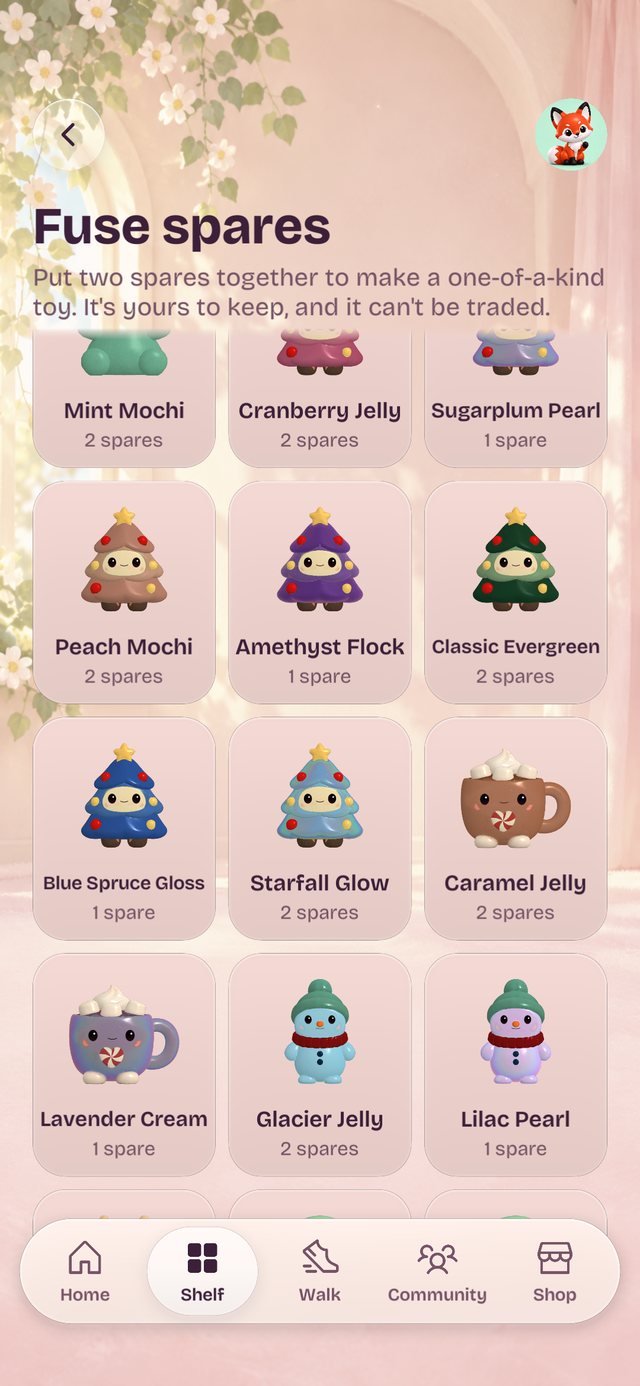 Fuse spares
Put two spares together to make a one-of-a-kind
toy. It's yours to keep, and it can't be traded.
Mint Mochi
2 spares
Cranberry Jelly
2 spares
Sugarplum Pearl
1 spare
Peach Mochi
2 spares
Amethyst Flock
1 spare
Classic Evergreen
2 spares
Blue Spruce Gloss
1 spare
Starfall Glow
2 spares
Caramel Jelly
2 spares
Lavender Cream
1 spare
Glacier Jelly
2 spares
Lilac Pearl
1 spare
Home
Shelf
Walk
Community
Shop